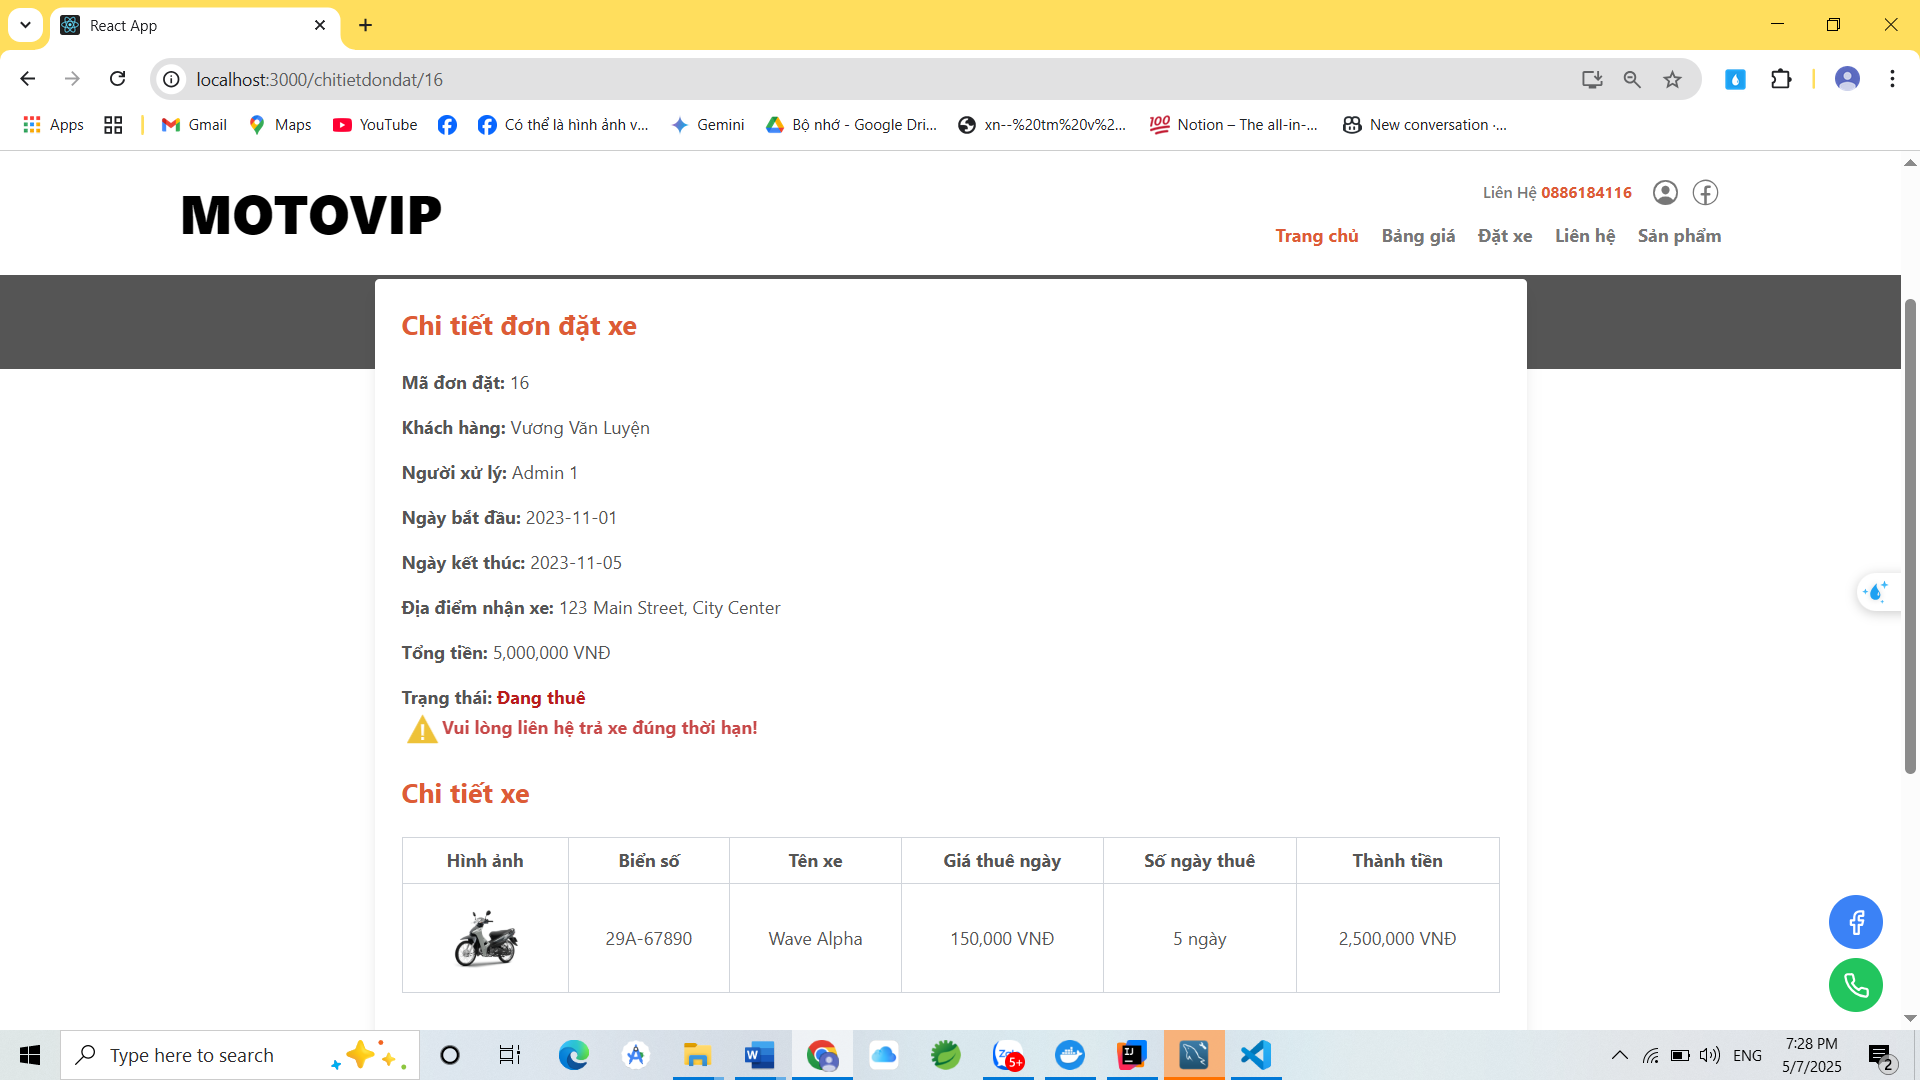 React App
localhost:3000/chitietdondat/16
Apps
Gmail
Maps
YouTube
Có thể là hình ảnh v...
Gemini
Bộ nhớ - Google Dri...
xn--%20tm%20v%2...
Notion – The all-in-...
New conversation ·...
MOTOVIP
Liên Hệ 0886184116
Trang chủ
Bảng giá
Đặt xe
Liên hệ
Sản phẩm
Chi tiết đơn đặt xe
Mã đơn đặt: 16
Khách hàng: Vương Văn Luyện
Người xử lý: Admin 1
Ngày bắt đầu: 2023-11-01
Ngày kết thúc: 2023-11-05
Địa điểm nhận xe: 123 Main Street, City Center
Tổng tiền: 5,000,000 VNĐ
Trạng thái: Đang thuê
Vui lòng liên hệ trả xe đúng thời hạn!
Chi tiết xe
Hình ảnh
Biển số
Tên xe
Giá thuê ngày
Số ngày thuê
Thành tiền
29A-67890
Wave Alpha
150,000 VNĐ
5 ngày
2,500,000 VNĐ
Type here to search
5+
ENG
7:28 PM
5/7/2025
2